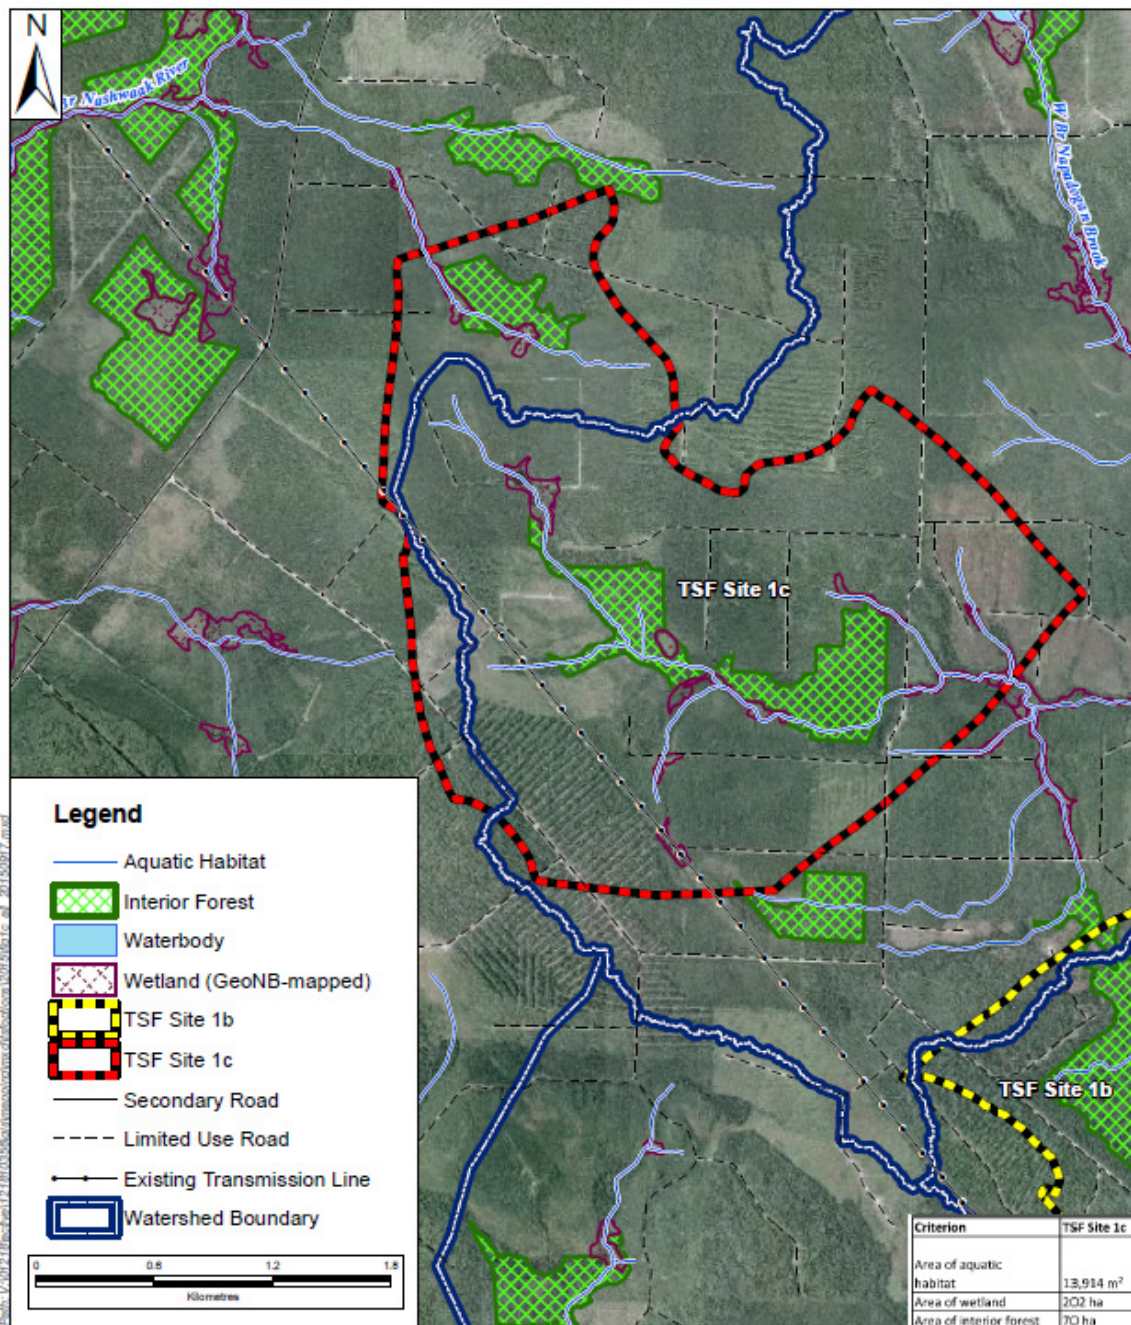 N
Br Nashwaak River
W Br Napadogan Brook
TSF Site 1c
TSF Site 1b
Legend
Aquatic Habitat
Interior Forest
Waterbody
Wetland (GeoNB-mapped)
TSF Site 1b
TSF Site 1c
Secondary Road
Limited Use Road
Existing Transmission Line
Watershed Boundary
0 0.6 1.2 1.8
Kilometres
Criterion TSF Site 1c
Area of aquatic
habitat 13,914 m²
Area of wetland 202 ha
Area of interior forest 70 ha